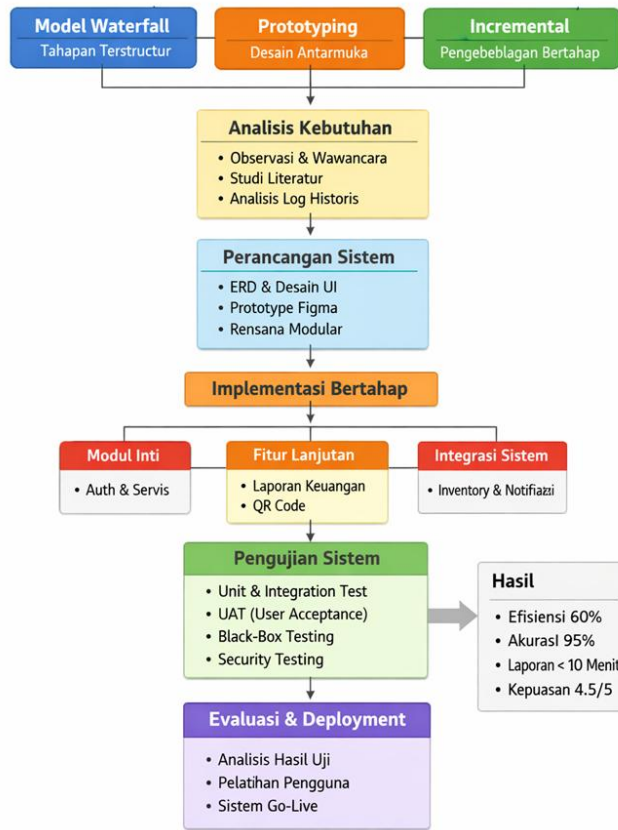 Model Waterfall
Tahapan Terstructur
Prototyping
Desain Antarmuka
Incremental
Pengebeblagan Bertahap
Analisis Kebutuhan
• Observasi & Wawancara
• Studi Literatur
• Analisis Log Historis
Perancangan Sistem
• ERD & Desain UI
• Prototype Figma
• Rensana Modular
Implementasi Bertahap
Modul Inti
• Auth & Servis
Fitur Lanjutan
• Laporan Keuangan
• QR Code
Integrasi Sistem
• Inventory &
Pengujian Sistem
• Unit & Integration Test
• UAT (User Acceptance)
• Black-Box Testing
• Security Testing
Hasil
• Efisiensi 60%
• Akurasl 95%
• Laporan < 10 Menit
• Kepuasan 4.5/5
Evaluasi & Deployment
• Analisis Hasil Uji
• Pelatihan Pengguna
• Sistem Go-Live